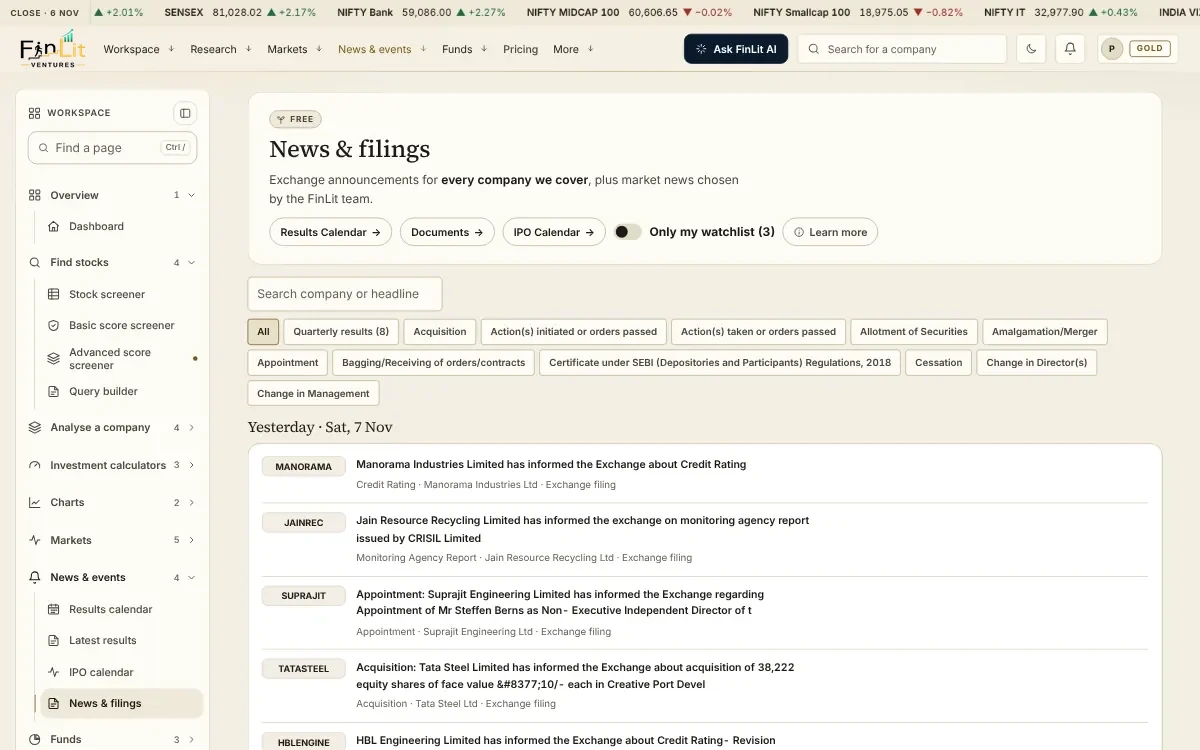 CLOSE · 6 NOV ▲ +2.01% SENSEX 81,028.02 ▲ +2.17% NIFTY Bank 59,086.00 ▲ +2.27% NIFTY MIDCAP 100 60,606.65 ▼ −0.02% NIFTY Smallcap 100 18,975.05 ▼ −0.82% NIFTY IT 32,977.90 ▲ +0.43% INDIA VI
FinLit
VENTURES
Workspace Research Markets News & events Funds Pricing More
Ask FinLit AI
Search for a company
P GOLD
WORKSPACE
Find a page Ctrl /
Overview 1
Dashboard
Find stocks 4
Stock screener
Basic score screener
Advanced score
screener
Query builder
Analyse a company 4
Investment calculators 3
Charts 2
Markets 5
News & events 4
Results calendar
Latest results
IPO calendar
News & filings
Funds 3
FREE
News & filings
Exchange announcements for every company we cover, plus market news chosen
by the FinLit team.
Results Calendar → Documents → IPO Calendar → Only my watchlist (3) Learn more
Search company or headline
All Quarterly results (8) Acquisition Action(s) initiated or orders passed Action(s) taken or orders passed Allotment of Securities Amalgamation/Merger
Appointment Bagging/Receiving of orders/contracts Certificate under SEBI (Depositories and Participants) Regulations, 2018 Cessation Change in Director(s)
Change in Management
Yesterday · Sat, 7 Nov
MANORAMA
Manorama Industries Limited has informed the Exchange about Credit Rating
Credit Rating · Manorama Industries Ltd · Exchange filing
JAINREC
Jain Resource Recycling Limited has informed the exchange on monitoring agency report
issued by CRISIL Limited
Monitoring Agency Report · Jain Resource Recycling Ltd · Exchange filing
SUPRAJIT
Appointment: Suprajit Engineering Limited has informed the Exchange regarding
Appointment of Mr Steffen Berns as Non- Executive Independent Director of t
Appointment · Suprajit Engineering Ltd · Exchange filing
TATASTEEL
Acquisition: Tata Steel Limited has informed the Exchange about acquisition of 38,222
equity shares of face value &#8377;10/- each in Creative Port Devel
Acquisition · Tata Steel Ltd · Exchange filing
HBLENGINE
HBL Engineering Limited has informed the Exchange about Credit Rating- Revision